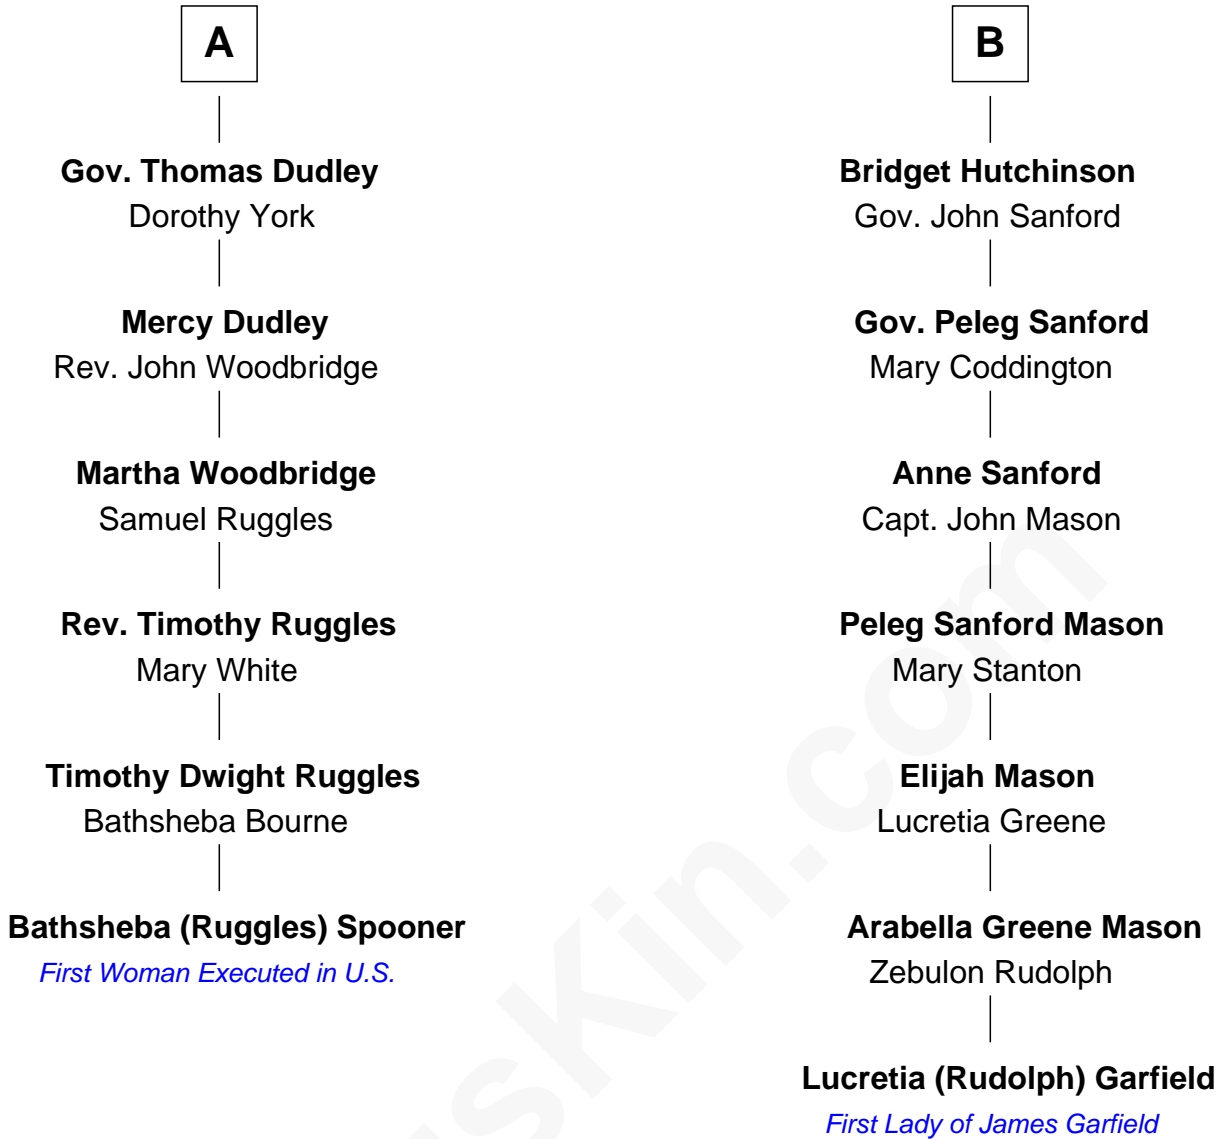 A
Gov. Thomas Dudley
Dorothy York
Mercy Dudley
Rev. John Woodbridge
Martha Woodbridge
Samuel Ruggles
Rev. Timothy Ruggles
Mary White
Timothy Dwight Ruggles
Bathsheba Bourne
Bathsheba (Ruggles) Spooner
First Woman Executed in U.S.
B
Bridget Hutchinson
Gov. John Sanford
Gov. Peleg Sanford
Mary Coddington
Anne Sanford
Capt. John Mason
Peleg Sanford Mason
Mary Stanton
Elijah Mason
Lucretia Greene
Arabella Greene Mason
Zebulon Rudolph
Lucretia (Rudolph) Garfield
First Lady of James Garfield